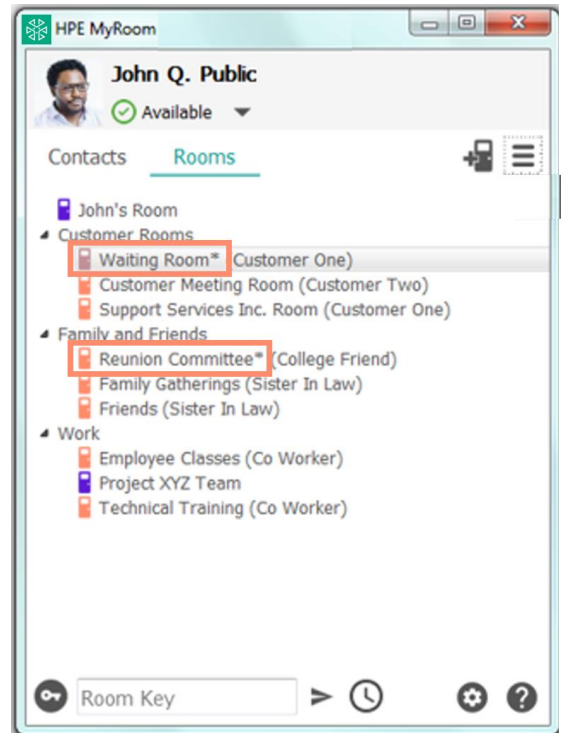 HPE MyRoom
John Q. Public
Available
Contacts Rooms
John's Room
Customer Rooms
Waiting Room* (Customer One)
Customer Meeting Room (Customer Two)
Support Services Inc. Room (Customer One)
Family and Friends
Reunion Committee* (College Friend)
Family Gatherings (Sister In Law)
Friends (Sister In Law)
Work
Employee Classes (Co Worker)
Project XYZ Team
Technical Training (Co Worker)
Room Key